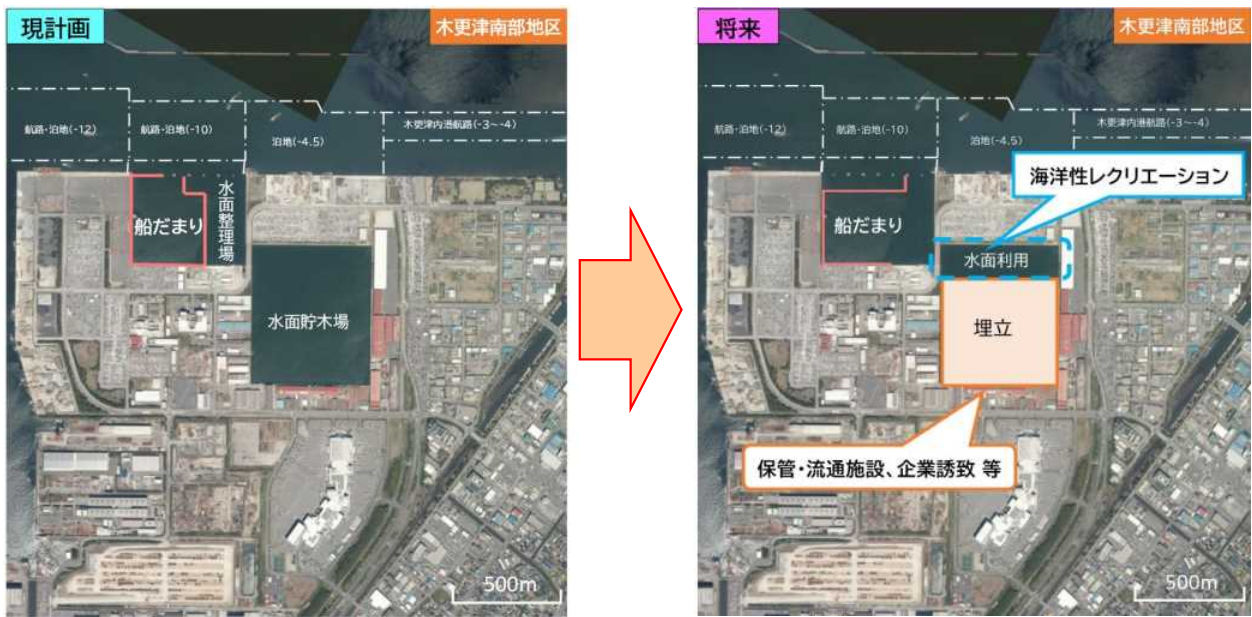 現計画
木更津南部地区
航路・泊地(-12)
航路・泊地(-10)
泊地(-4.5)
木更津内港航路(-3~-4)
船だまり
水面整理場
水面貯木場
500m
将来
木更津南部地区
航路・泊地(-12)
航路・泊地(-10)
泊地(-4.5)
木更津内港航路(-3~-4)
海洋性レクリエーション
船だまり
水面利用
埋立
保管・流通施設、企業誘致 等
500m